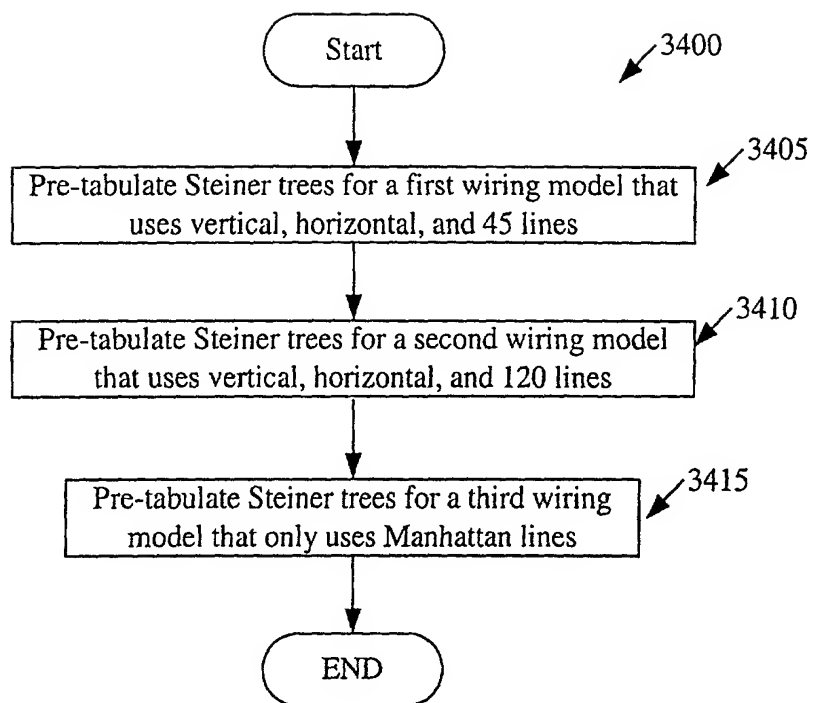 Start
3400
3405
Pre-tabulate Steiner trees for a first wiring model that
uses vertical, horizontal, and 45 lines
3410
Pre-tabulate Steiner trees for a second wiring model
that uses vertical, horizontal, and 120 lines
3415
Pre-tabulate Steiner trees for a third wiring
model that only uses Manhattan lines
END